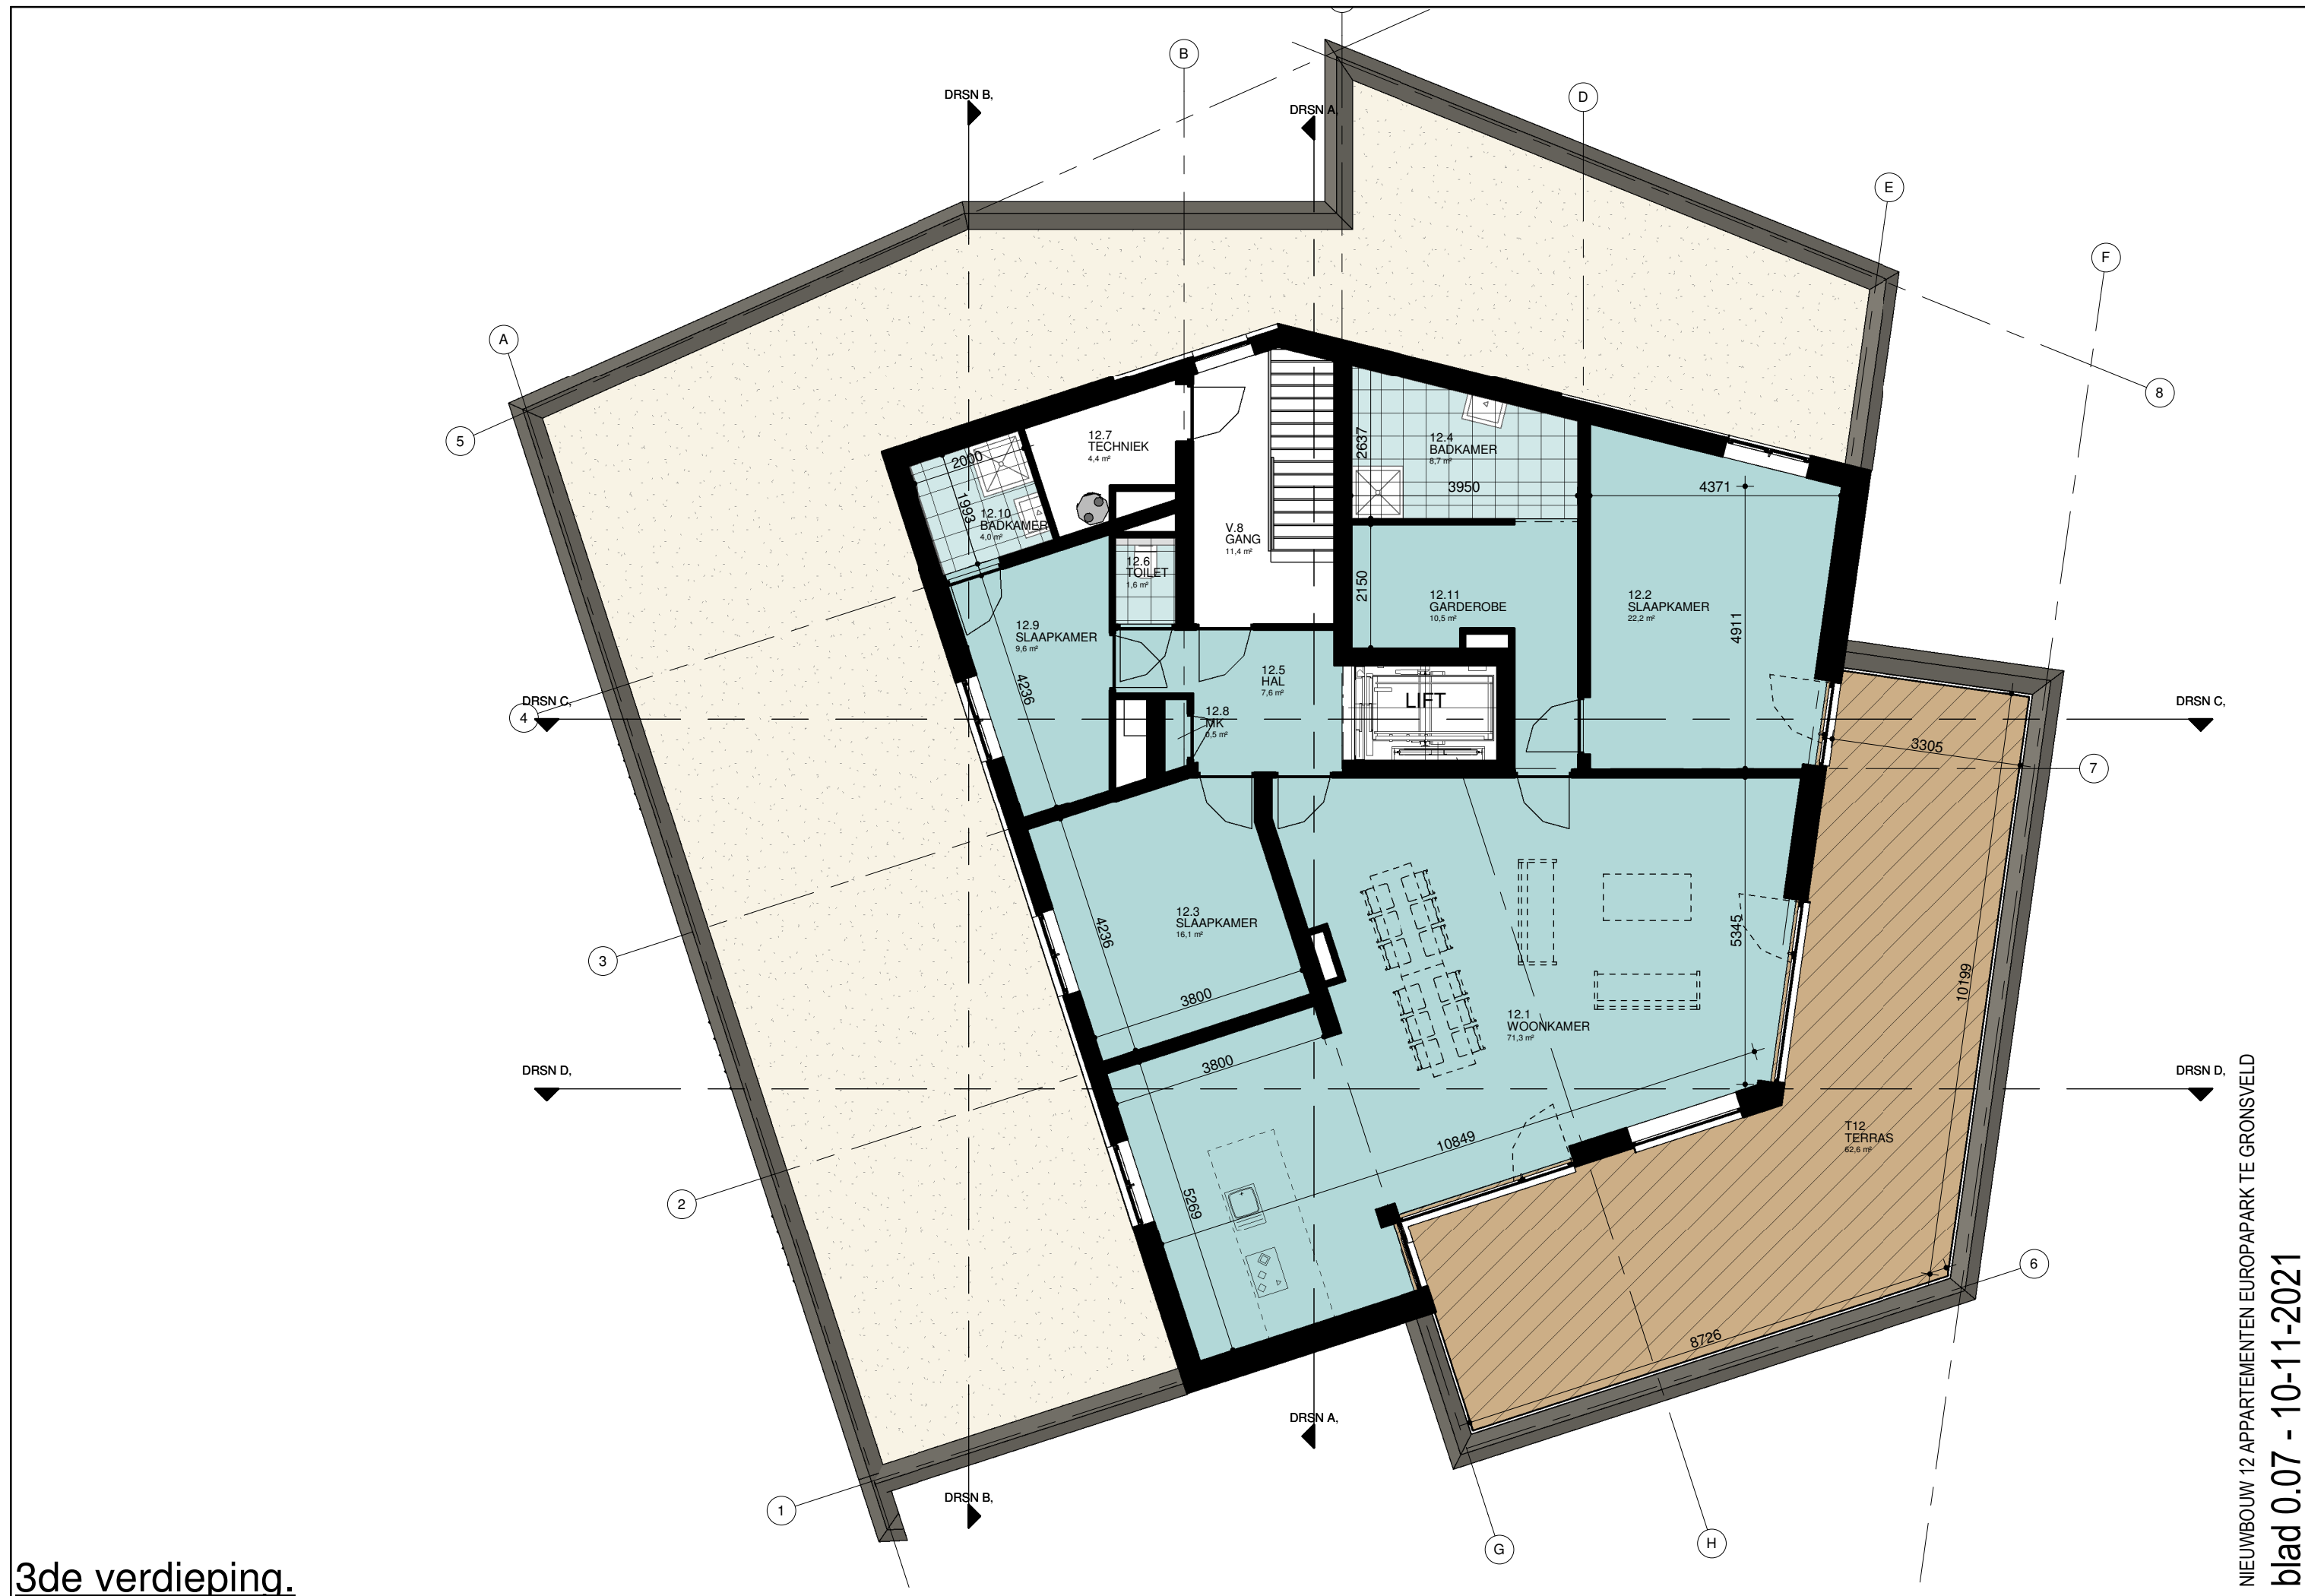 B
DRSN B,
DRSN A,
D
E
F
A
5
8
12.7
TECHNIEK
4,4 m²
2000
1993
12.10
BADKAMER
4,0 m²
2637
12.4
BADKAMER
8,7 m²
3950
4371
V.8
GANG
11,4 m²
12.6
TOILET
1,6 m²
2150
12.11
GARDEROBE
10,5 m²
12.2
SLAAPKAMER
22,2 m²
4911
12.9
SLAAPKAMER
9,6 m²
4236
12.5
HAL
7,6 m²
LIFT
12.8
MK
0,5 m²
DRSN C,
4
DRSN C,
3305
7
12.3
SLAAPKAMER
16,1 m²
4236
3800
5345
10199
3
12.1
WOONKAMER
71,3 m²
3800
DRSN D,
DRSN D,
10849
T12
TERRAS
62,6 m²
5269
2
6
8726
DRSN A,
DRSN B,
1
G
H
3de verdieping.
NIEUWBOUW 12 APPARTEMENTEN EUROPAPARK TE GRONSVELD
blad 0.07 - 10-11-2021